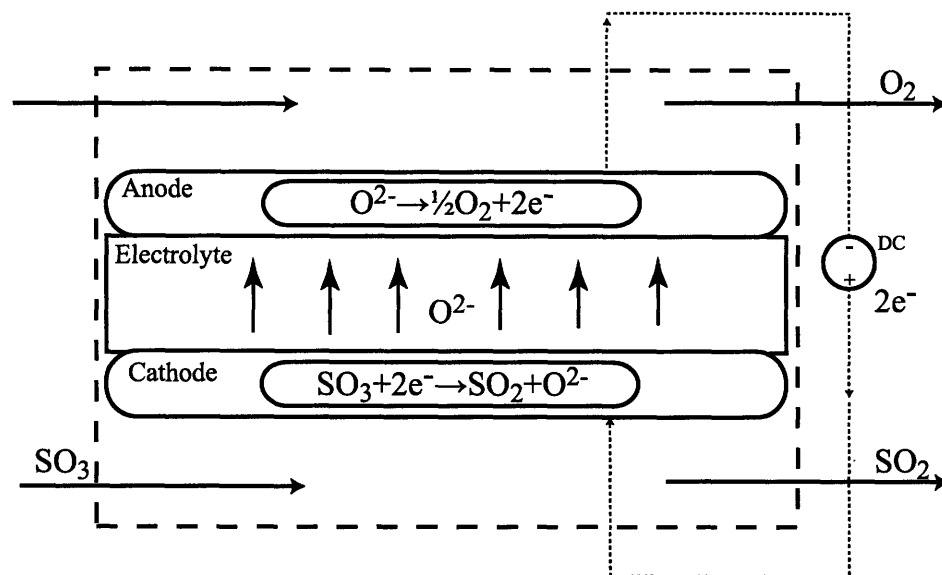 O₂
Anode
O²⁻→½O₂+2e⁻
Electrolyte
DC
-
+
2e⁻
O²⁻
Cathode
SO₃+2e⁻→SO₂+O²⁻
SO₃
SO₂